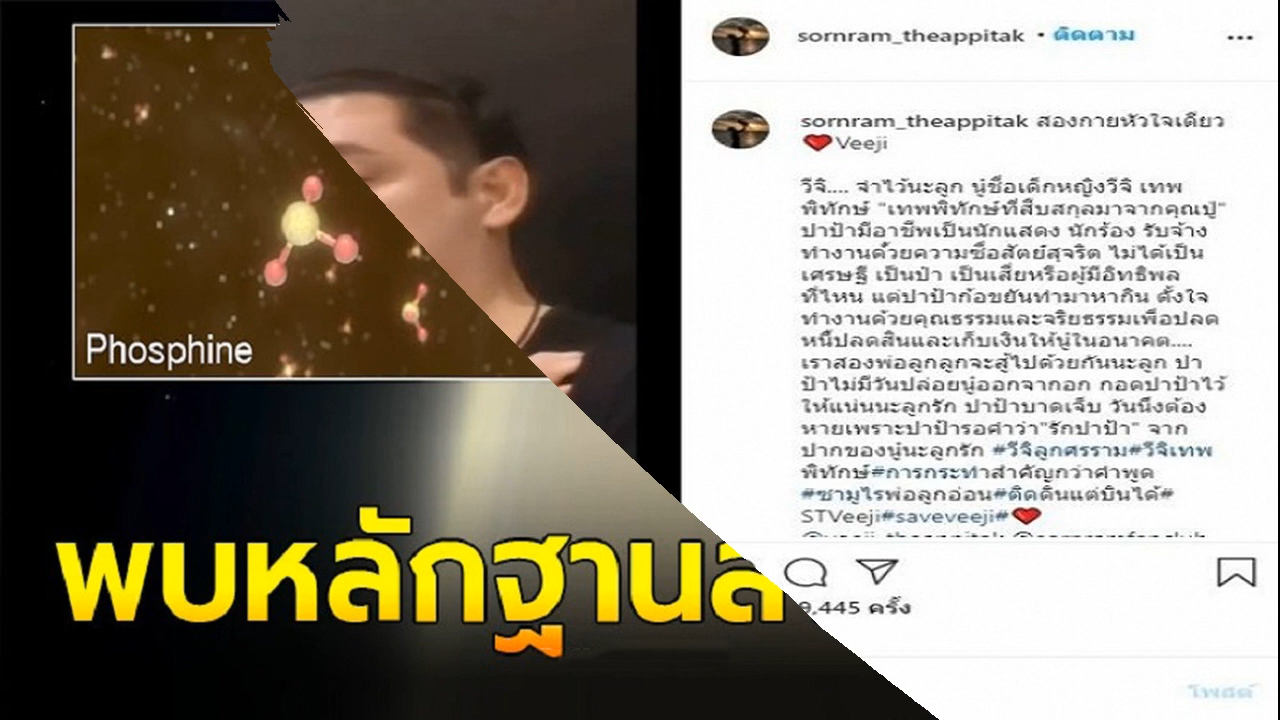 Phosphine
พบหลักฐานส
sornram_theappitak • ติดตาม
sornram_theappitak สองกายหัวใจเดียว
❤️Veeji
วีจิ.... จำไว้นะลูก นู๋ชื่อเด็กหญิงวีจิ เทพ
พิทักษ์ "เทพพิทักษ์ที่สืบสกุลมาจากคุณปู่"
ปาป้ามีอาชีพเป็นนักแสดง นักร้อง รับจ้าง
ทำงานด้วยความซื่อสัตย์สุจริต ไม่ได้เป็น
เศรษฐี เป็นป๋า เป็นเสี่ยหรือผู้มีอิทธิพล
ที่ไหน แต่ปาป้าก้อขยันทำมาหากิน ตั้งใจ
ทำงานด้วยคุณธรรมและจริยธรรมเพื่อปลด
หนี้ปลดสินและเก็บเงินให้นู๋ในอนาคต....
เราสองพ่อลูกลูกจะสู้ไปด้วยกันนะลูก ปา
ป้าไม่มีวันปล่อยนู๋ออกจากอก กอดปาป้าไว้
ให้แน่นนะลูกรัก ปาป้าบาดเจ็บ วันนึงต้อง
หายเพราะปาป้ารอคำว่า"รักปาป้า" จาก
ปากของนู๋นะลูกรัก #วีจิลูกศรราม#วีจิเทพ
พิทักษ์#การกระทำสำคัญกว่าคำพูด
#ซามูไรพ่อลูกอ่อน#ติดดินแต่บินได้#
STVeeji#saveveeji#❤️
9,445 ครั้ง
โพสต์